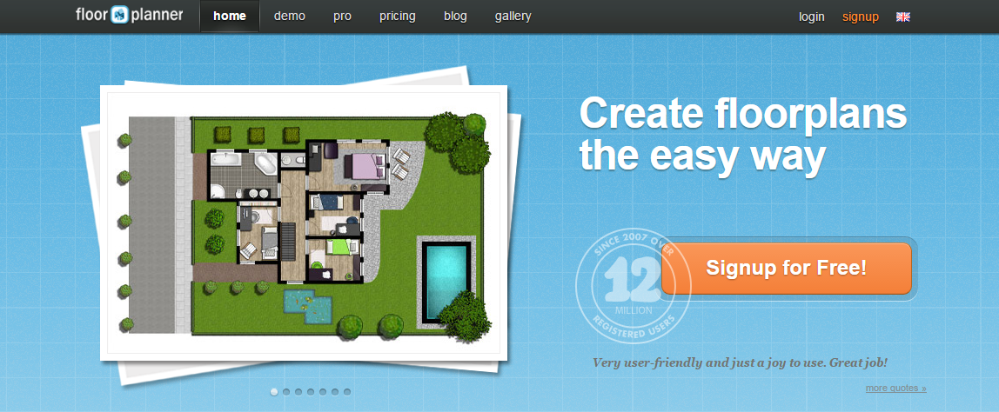 floor planner
home
demo
pro
pricing
blog
gallery
login
signup
Create floorplans
the easy way
SINCE 2007 OVER
12
MILLION
REGISTERED USERS
Signup for Free!
Very user-friendly and just a joy to use. Great job!
more quotes »